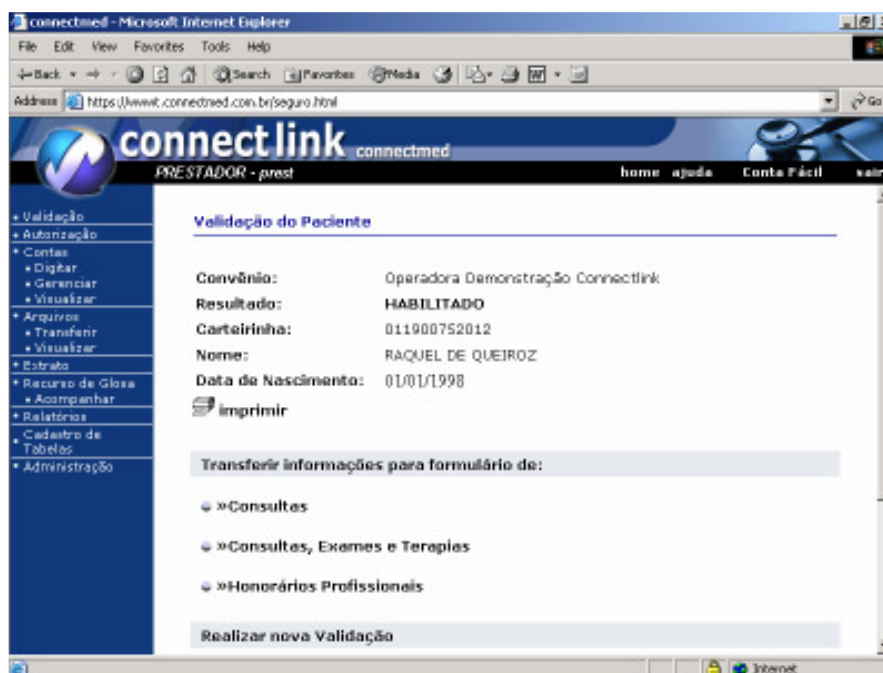 connectmed - Microsoft Internet Explorer
File Edit View Favorites Tools Help
Back Search Favorites Media
Address https://wwwt.connectmed.com.br/seguro.html Go
connectlink connectmed
PRESTADOR - prest home ajuda Conta Fácil sair
Validação
Autorização
Contas
Digitar
Gerenciar
Visualizar
Arquivos
Transferir
Visualizar
Extrato
Recurso de Glosa
Acompanhar
Relatórios
Cadastro de
Tabelas
Administração
Validação do Paciente
Convênio: Operadora Demonstração Connectlink
Resultado: HABILITADO
Carteirinha: 011900752012
Nome: RAQUEL DE QUEIROZ
Data de Nascimento: 01/01/1998
imprimir
Transferir informações para formulário de:
»Consultas
»Consultas, Exames e Terapias
»Honorários Profissionais
Realizar nova Validação
Internet